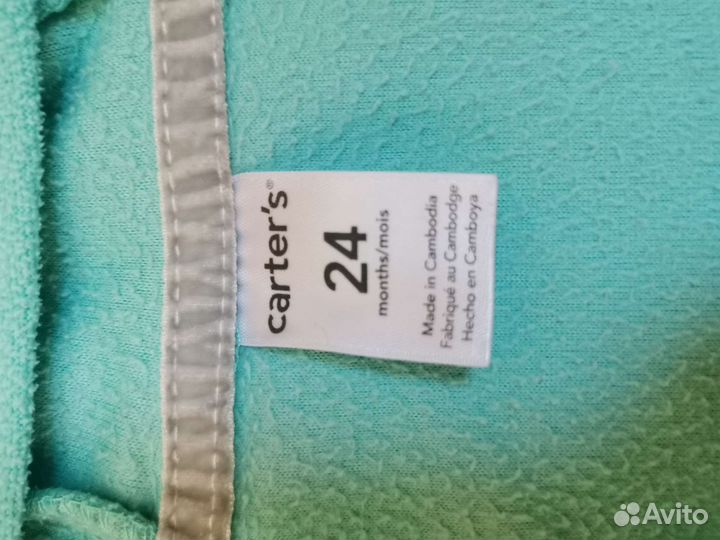 carter's®
24
months/mois
Made in Cambodia
Fabriqué au Cambodge
Hecho en Camboya
Avito